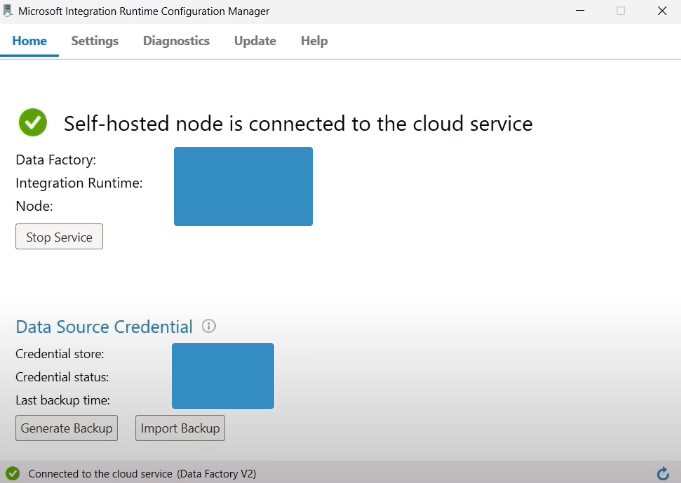 Microsoft Integration Runtime Configuration Manager
Home Settings Diagnostics Update Help
Self-hosted node is connected to the cloud service
Data Factory:
Integration Runtime:
Node:
Stop Service
Data Source Credential
Credential store:
Credential status:
Last backup time:
Generate Backup Import Backup
Connected to the cloud service (Data Factory V2)